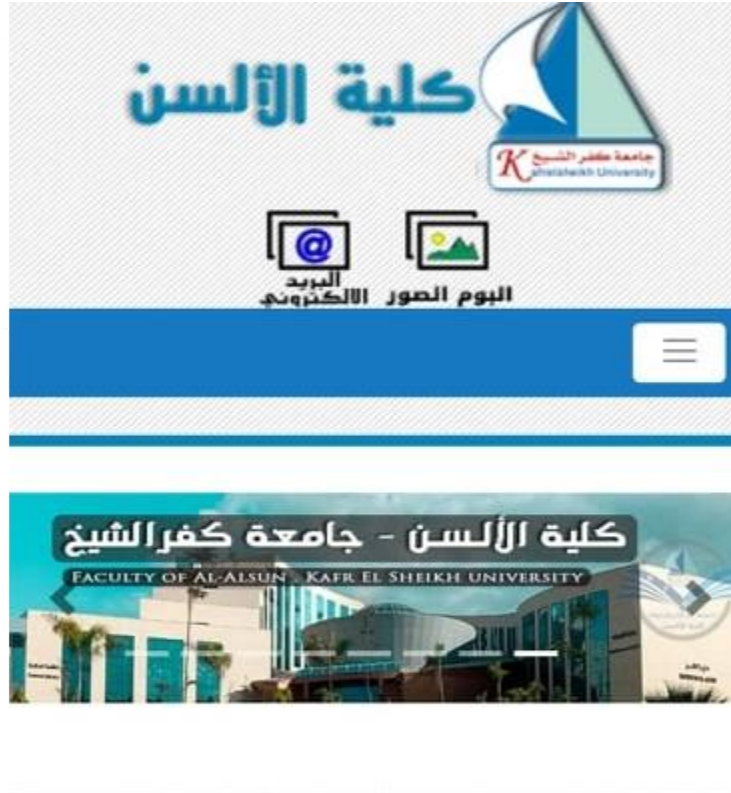 كلية الألسن
جامعة كفر الشيخ
Kafrelsheikh University
البوم الصور
البريد
الالكتروني
كلية الألسن - جامعة كفرالشيخ
FACULTY OF AL-ALSUN . KAFR EL SHEIKH UNIVERSITY